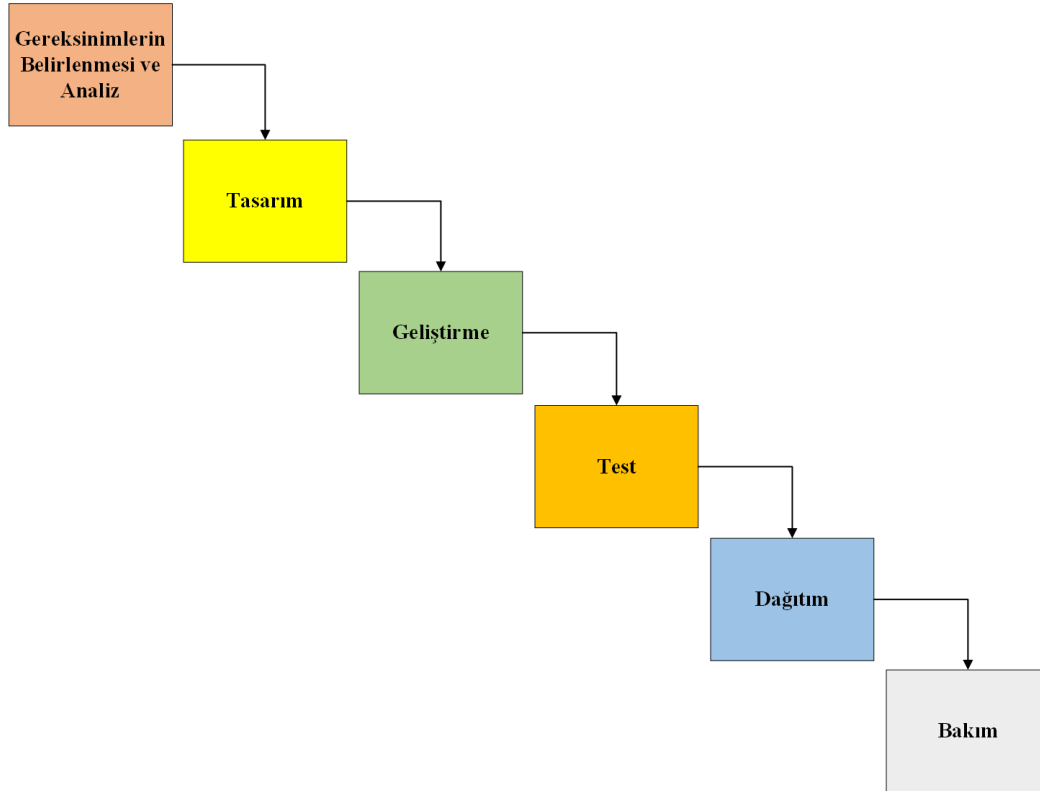 Gereksinimlerin
Belirlenmesi ve
Analiz
Tasarım
Geliştirme
Test
Dağıtım
Bakım